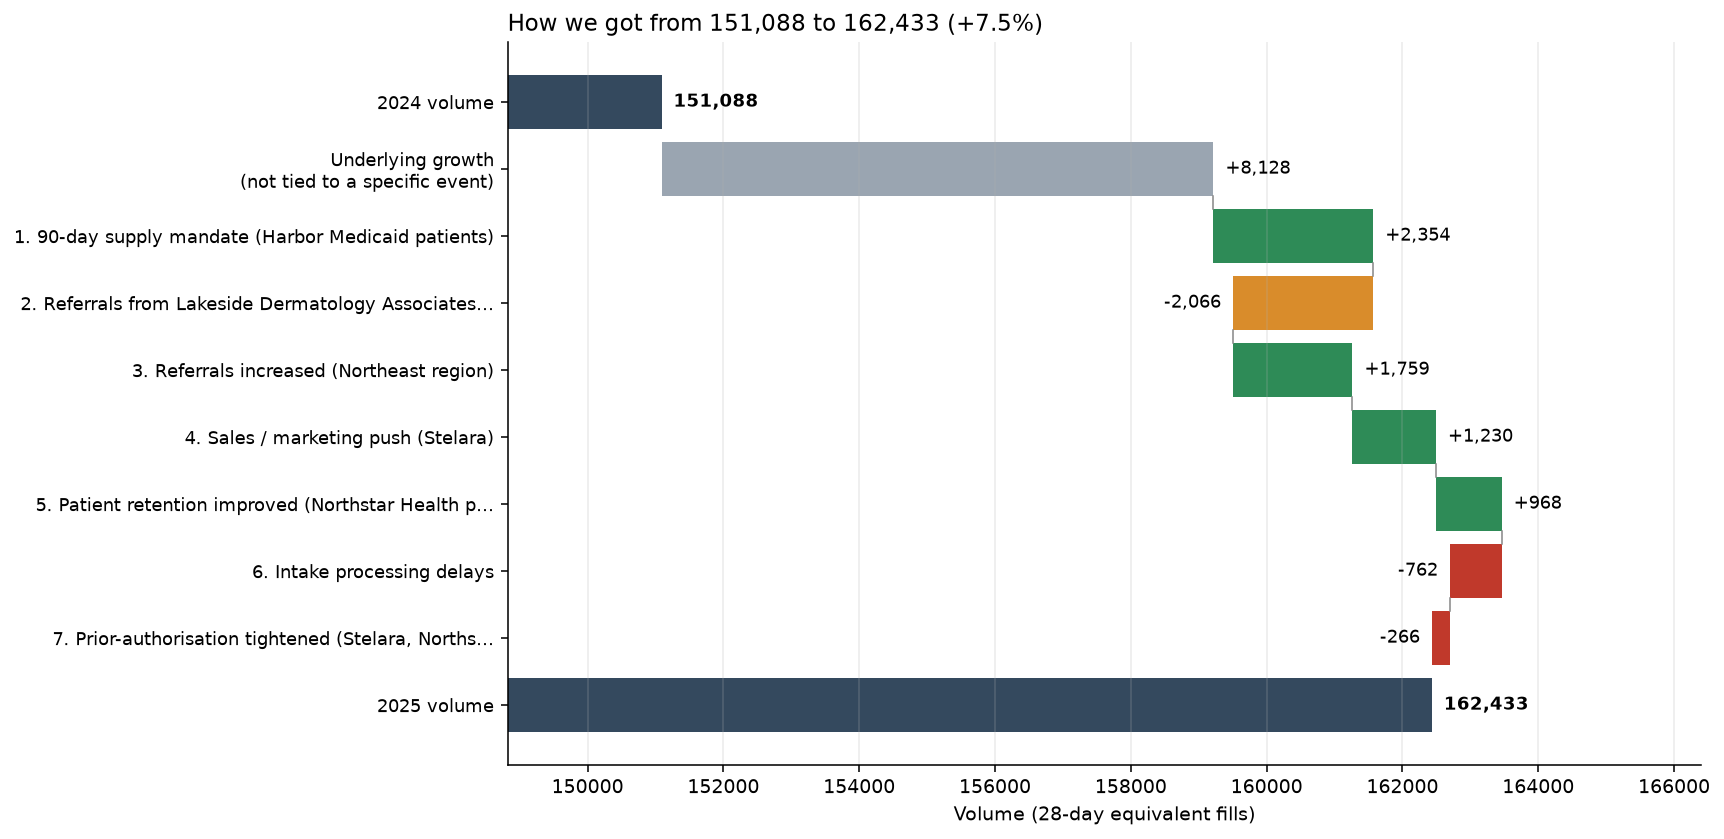 How we got from 151,088 to 162,433 (+7.5%)
2024 volume
151,088
Underlying growth
(not tied to a specific event)
+8,128
1. 90-day supply mandate (Harbor Medicaid patients)
+2,354
2. Referrals from Lakeside Dermatology Associates...
-2,066
3. Referrals increased (Northeast region)
+1,759
4. Sales / marketing push (Stelara)
+1,230
5. Patient retention improved (Northstar Health p...
+968
6. Intake processing delays
-762
7. Prior-authorisation tightened (Stelara, Norths...
-266
2025 volume
162,433
150000 152000 154000 156000 158000 160000 162000 164000 166000
Volume (28-day equivalent fills)